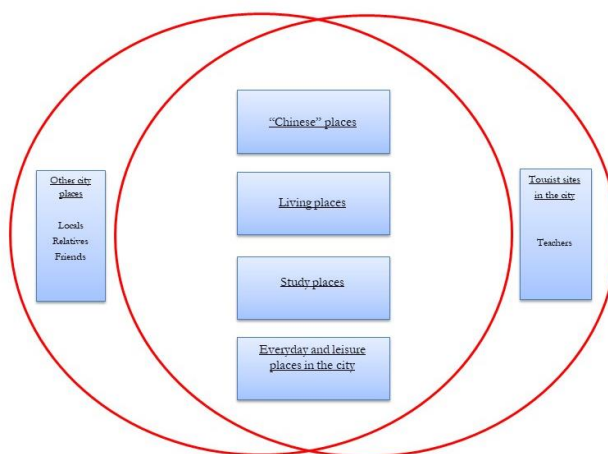 “Chinese” places
Other city
places
Locals
Relatives
Friends
Living places
Tourist sites
in the city
Teachers
Study places
Everyday and leisure
places in the city